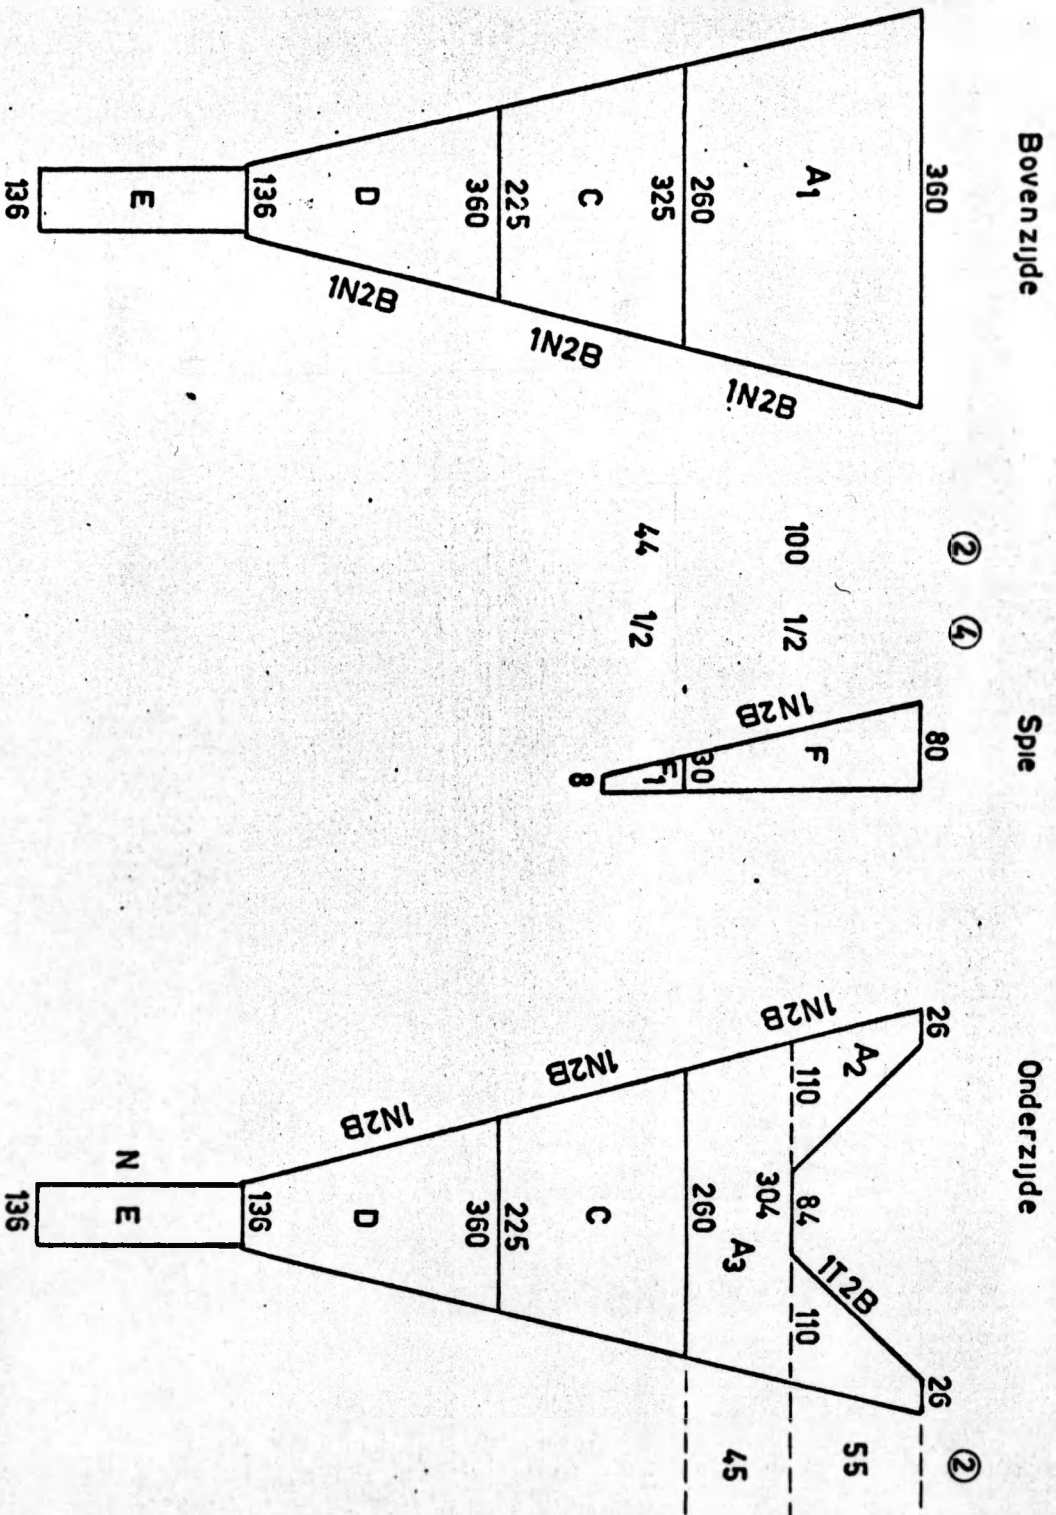 Bovenzijde
360
A1
260
325
C
225
360
D
136
E
136
1N2B
1N2B
1N2B
② ④
100 1/2
44 1/2
Spie
80
F
30
F1
8
1N2B
Onderzijde
②
26
26
A2
55
1N2B
1T2B
110
84
110
304
A3
45
260
1N2B
C
225
360
1N2B
D
136
N
E
136